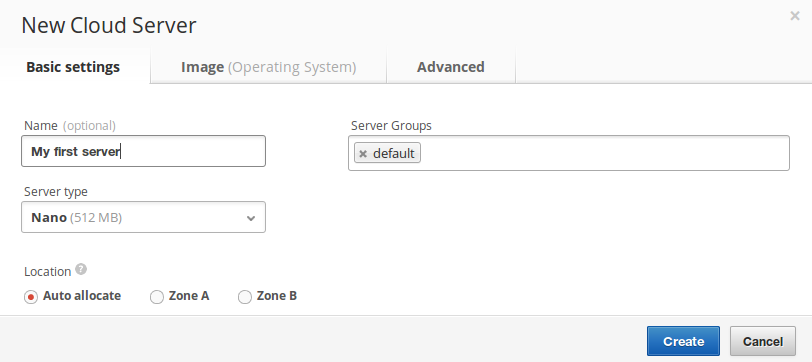 New Cloud Server
×
Basic settings
Image (Operating System)
Advanced
Name (optional)
My first server
Server Groups
× default
Server type
Nano (512 MB)
Location ?
Auto allocate
Zone A
Zone B
Create
Cancel